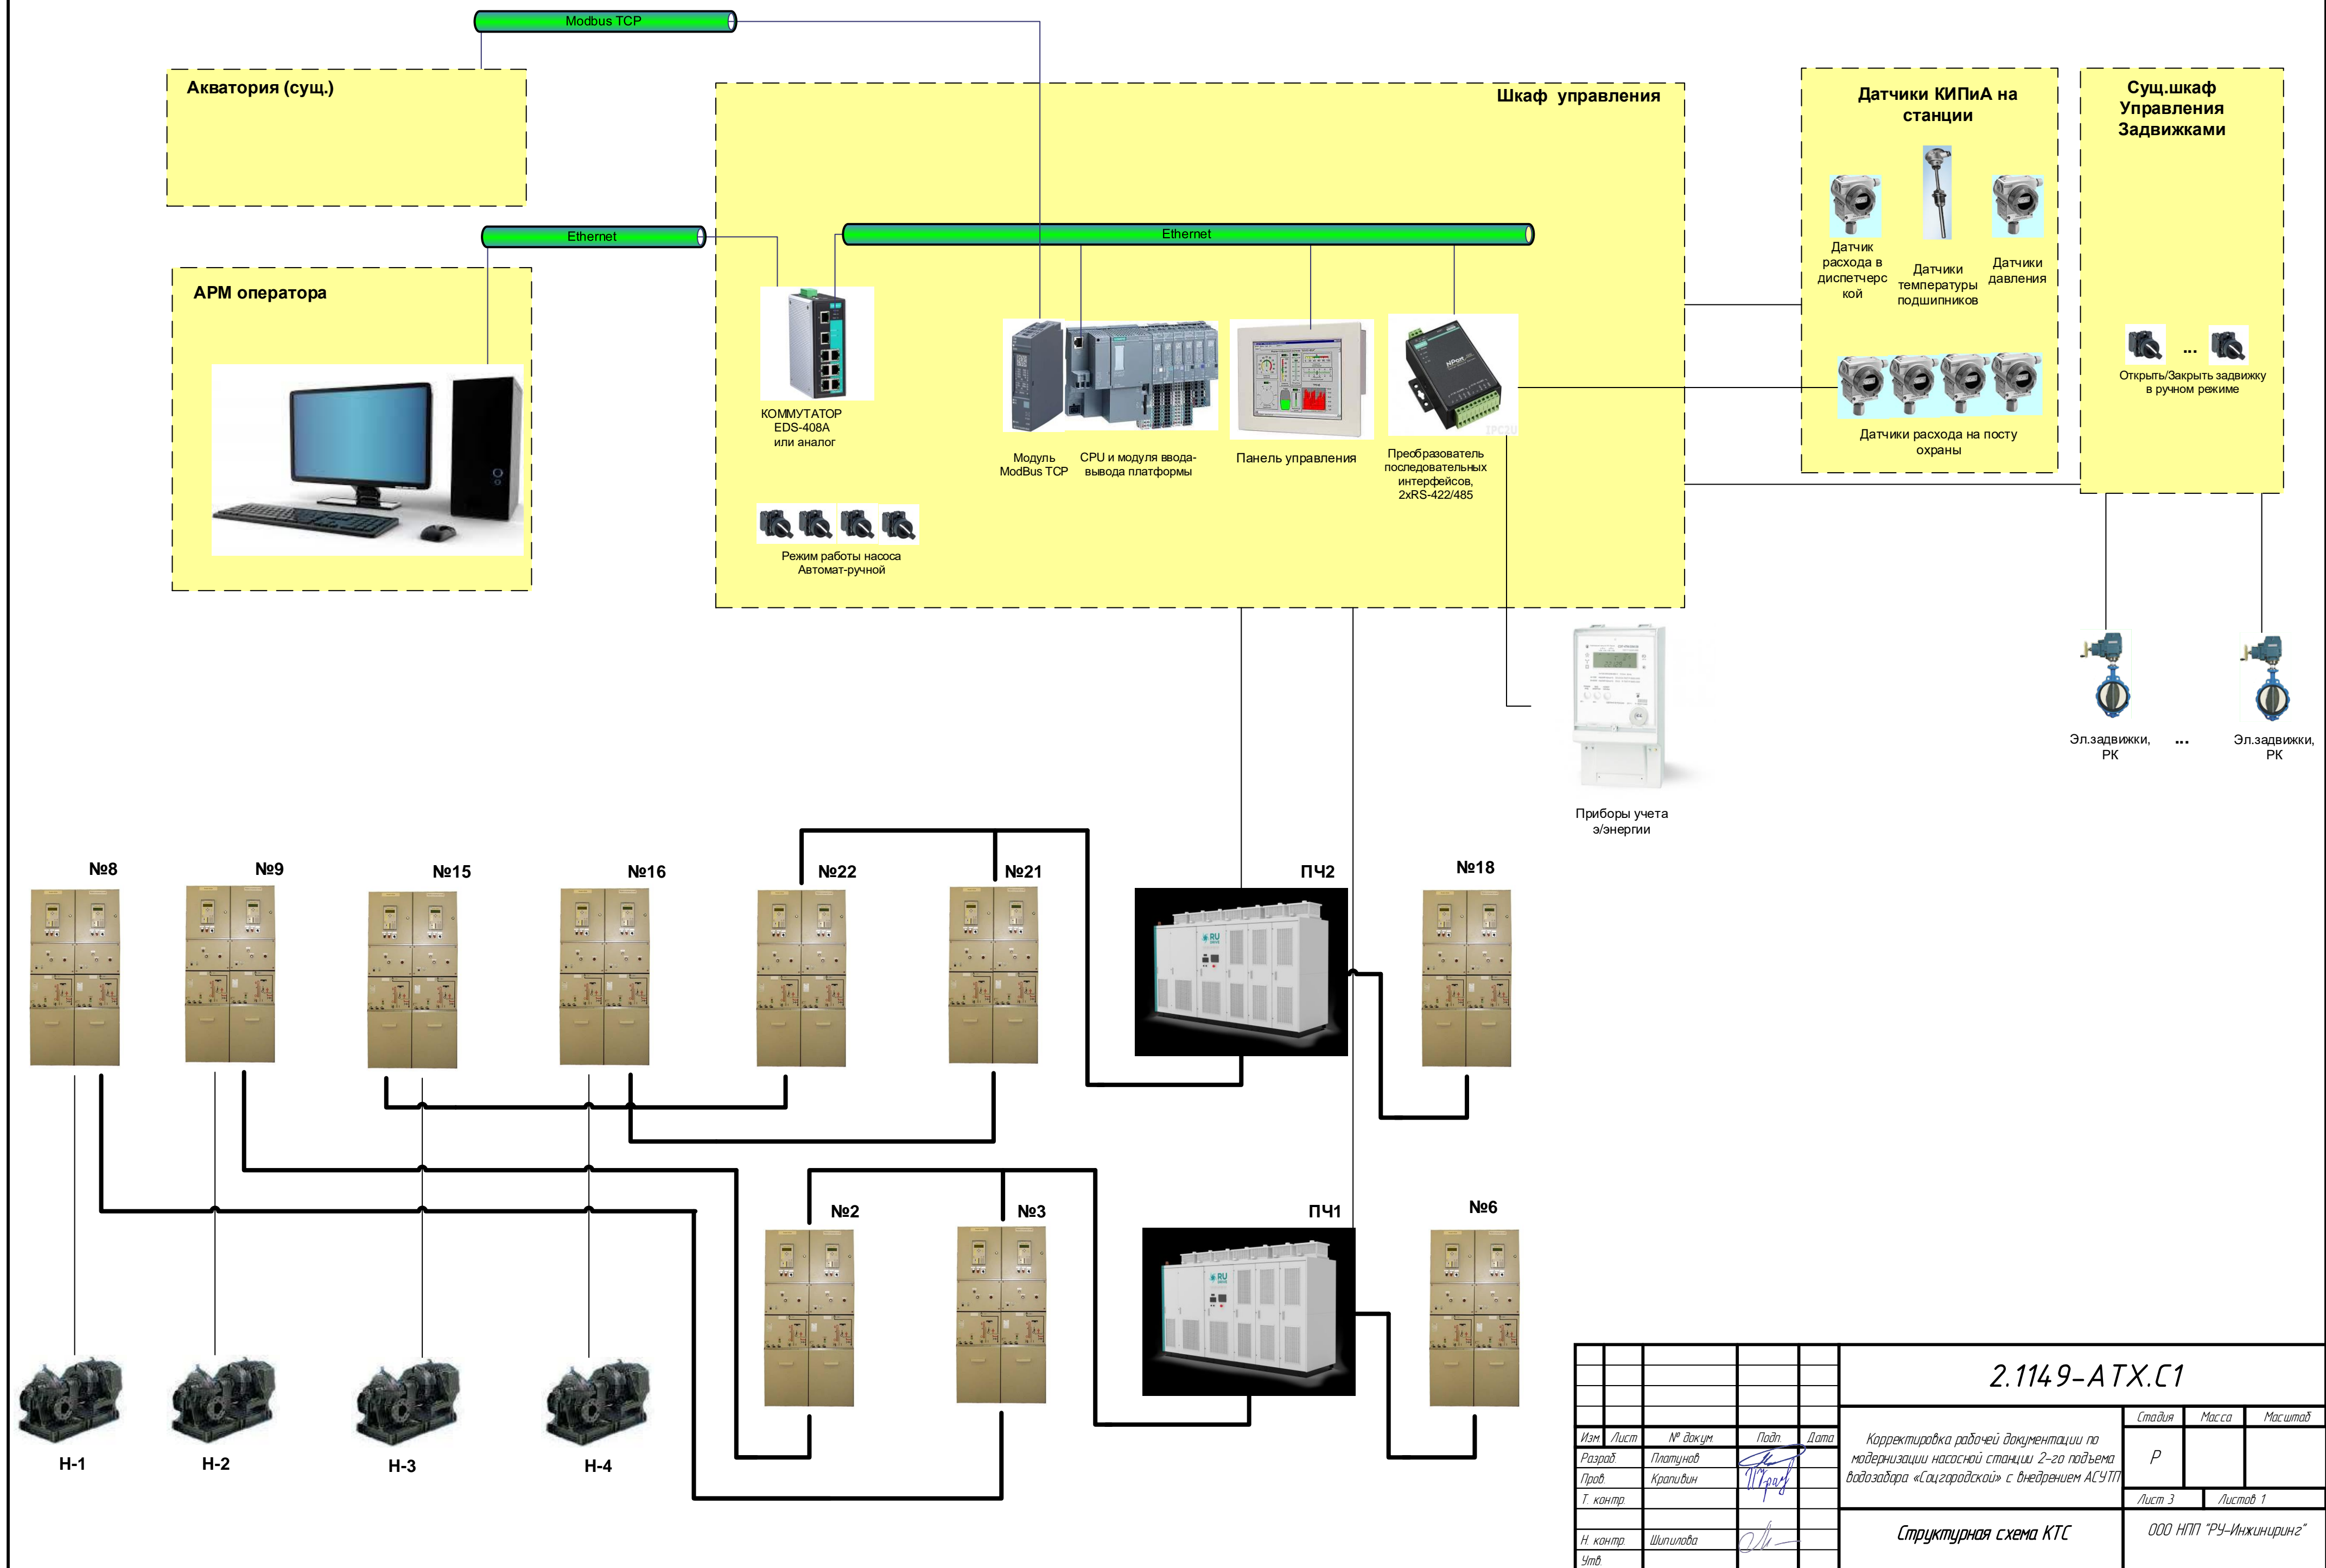 Modbus TCP
Акватория (сущ.)
Шкаф управления
Датчики КИПиА на
станции
Сущ.шкаф
Управления
Задвижками
Ethernet
Ethernet
АРМ оператора
Датчик
расхода в
диспетчерс
кой
Датчики
температуры
подшипников
Датчики
давления
КОММУТАТОР
EDS-408A
или аналог
Модуль
ModBus TCP
CPU и модуля ввода-
вывода платформы
Панель управления
NPort
IPC2U
Преобразователь
последовательных
интерфейсов,
2xRS-422/485
Датчики расхода на посту
охраны
...
Открыть/Закрыть задвижку
в ручном режиме
Режим работы насоса
Автомат-ручной
Эл.задвижки,
РК
...
Эл.задвижки,
РК
Приборы учета
э/энергии
№8
№9
№15
№16
№22
№21
ПЧ2
№18
RU
DRIVE
№2
№3
ПЧ1
№6
RU
DRIVE
Н-1
Н-2
Н-3
Н-4
2.1149-АТХ.С1
Изм.
Лист
№ докум.
Подп.
Дата
Разраб.
Платунов
Пров.
Крапивин
Т. контр.
Н. контр.
Шипилова
Утв.
Корректировка рабочей документации по
модернизации насосной станции 2-го подъема
водозабора «Соцгородской» с внедрением АСУТП
Стадия
Масса
Масштаб
Р
Лист 3
Листов 1
Структурная схема КТС
ООО НПП "РУ-Инжиниринг"